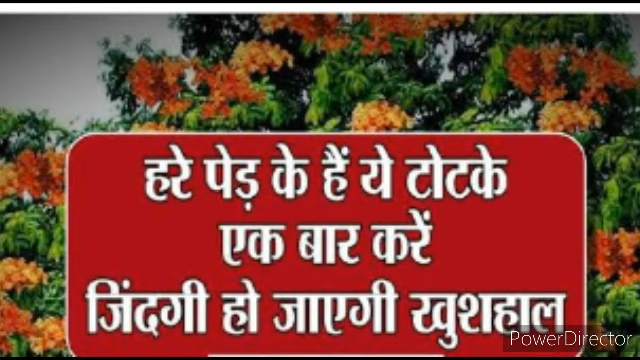 हरे पेड़ के हैं ये टोटके
एक बार करें
जिंदगी हो जाएगी खुशहाल
PowerDirector